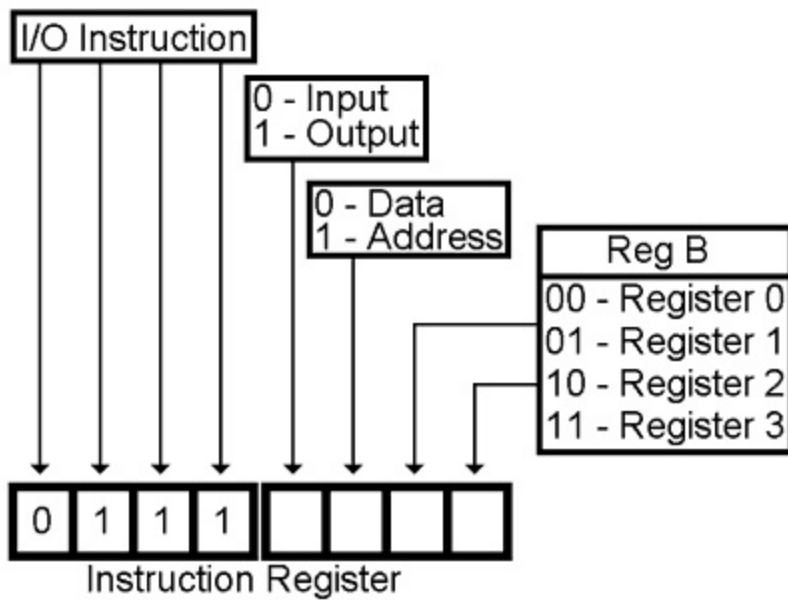 I/O Instruction
0 - Input
1 - Output
0 - Data
1 - Address
Reg B
00 - Register 0
01 - Register 1
10 - Register 2
11 - Register 3
0 1 1 1
Instruction Register